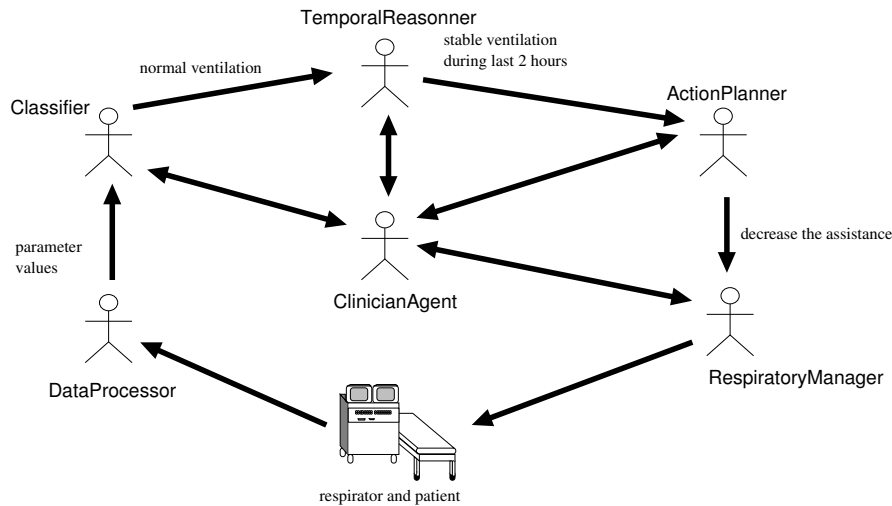 TemporalReasonner
normal ventilation
stable ventilation
during last 2 hours
Classifier
ActionPlanner
parameter
values
decrease the assistance
ClinicianAgent
DataProcessor
RespiratoryManager
respirator and patient